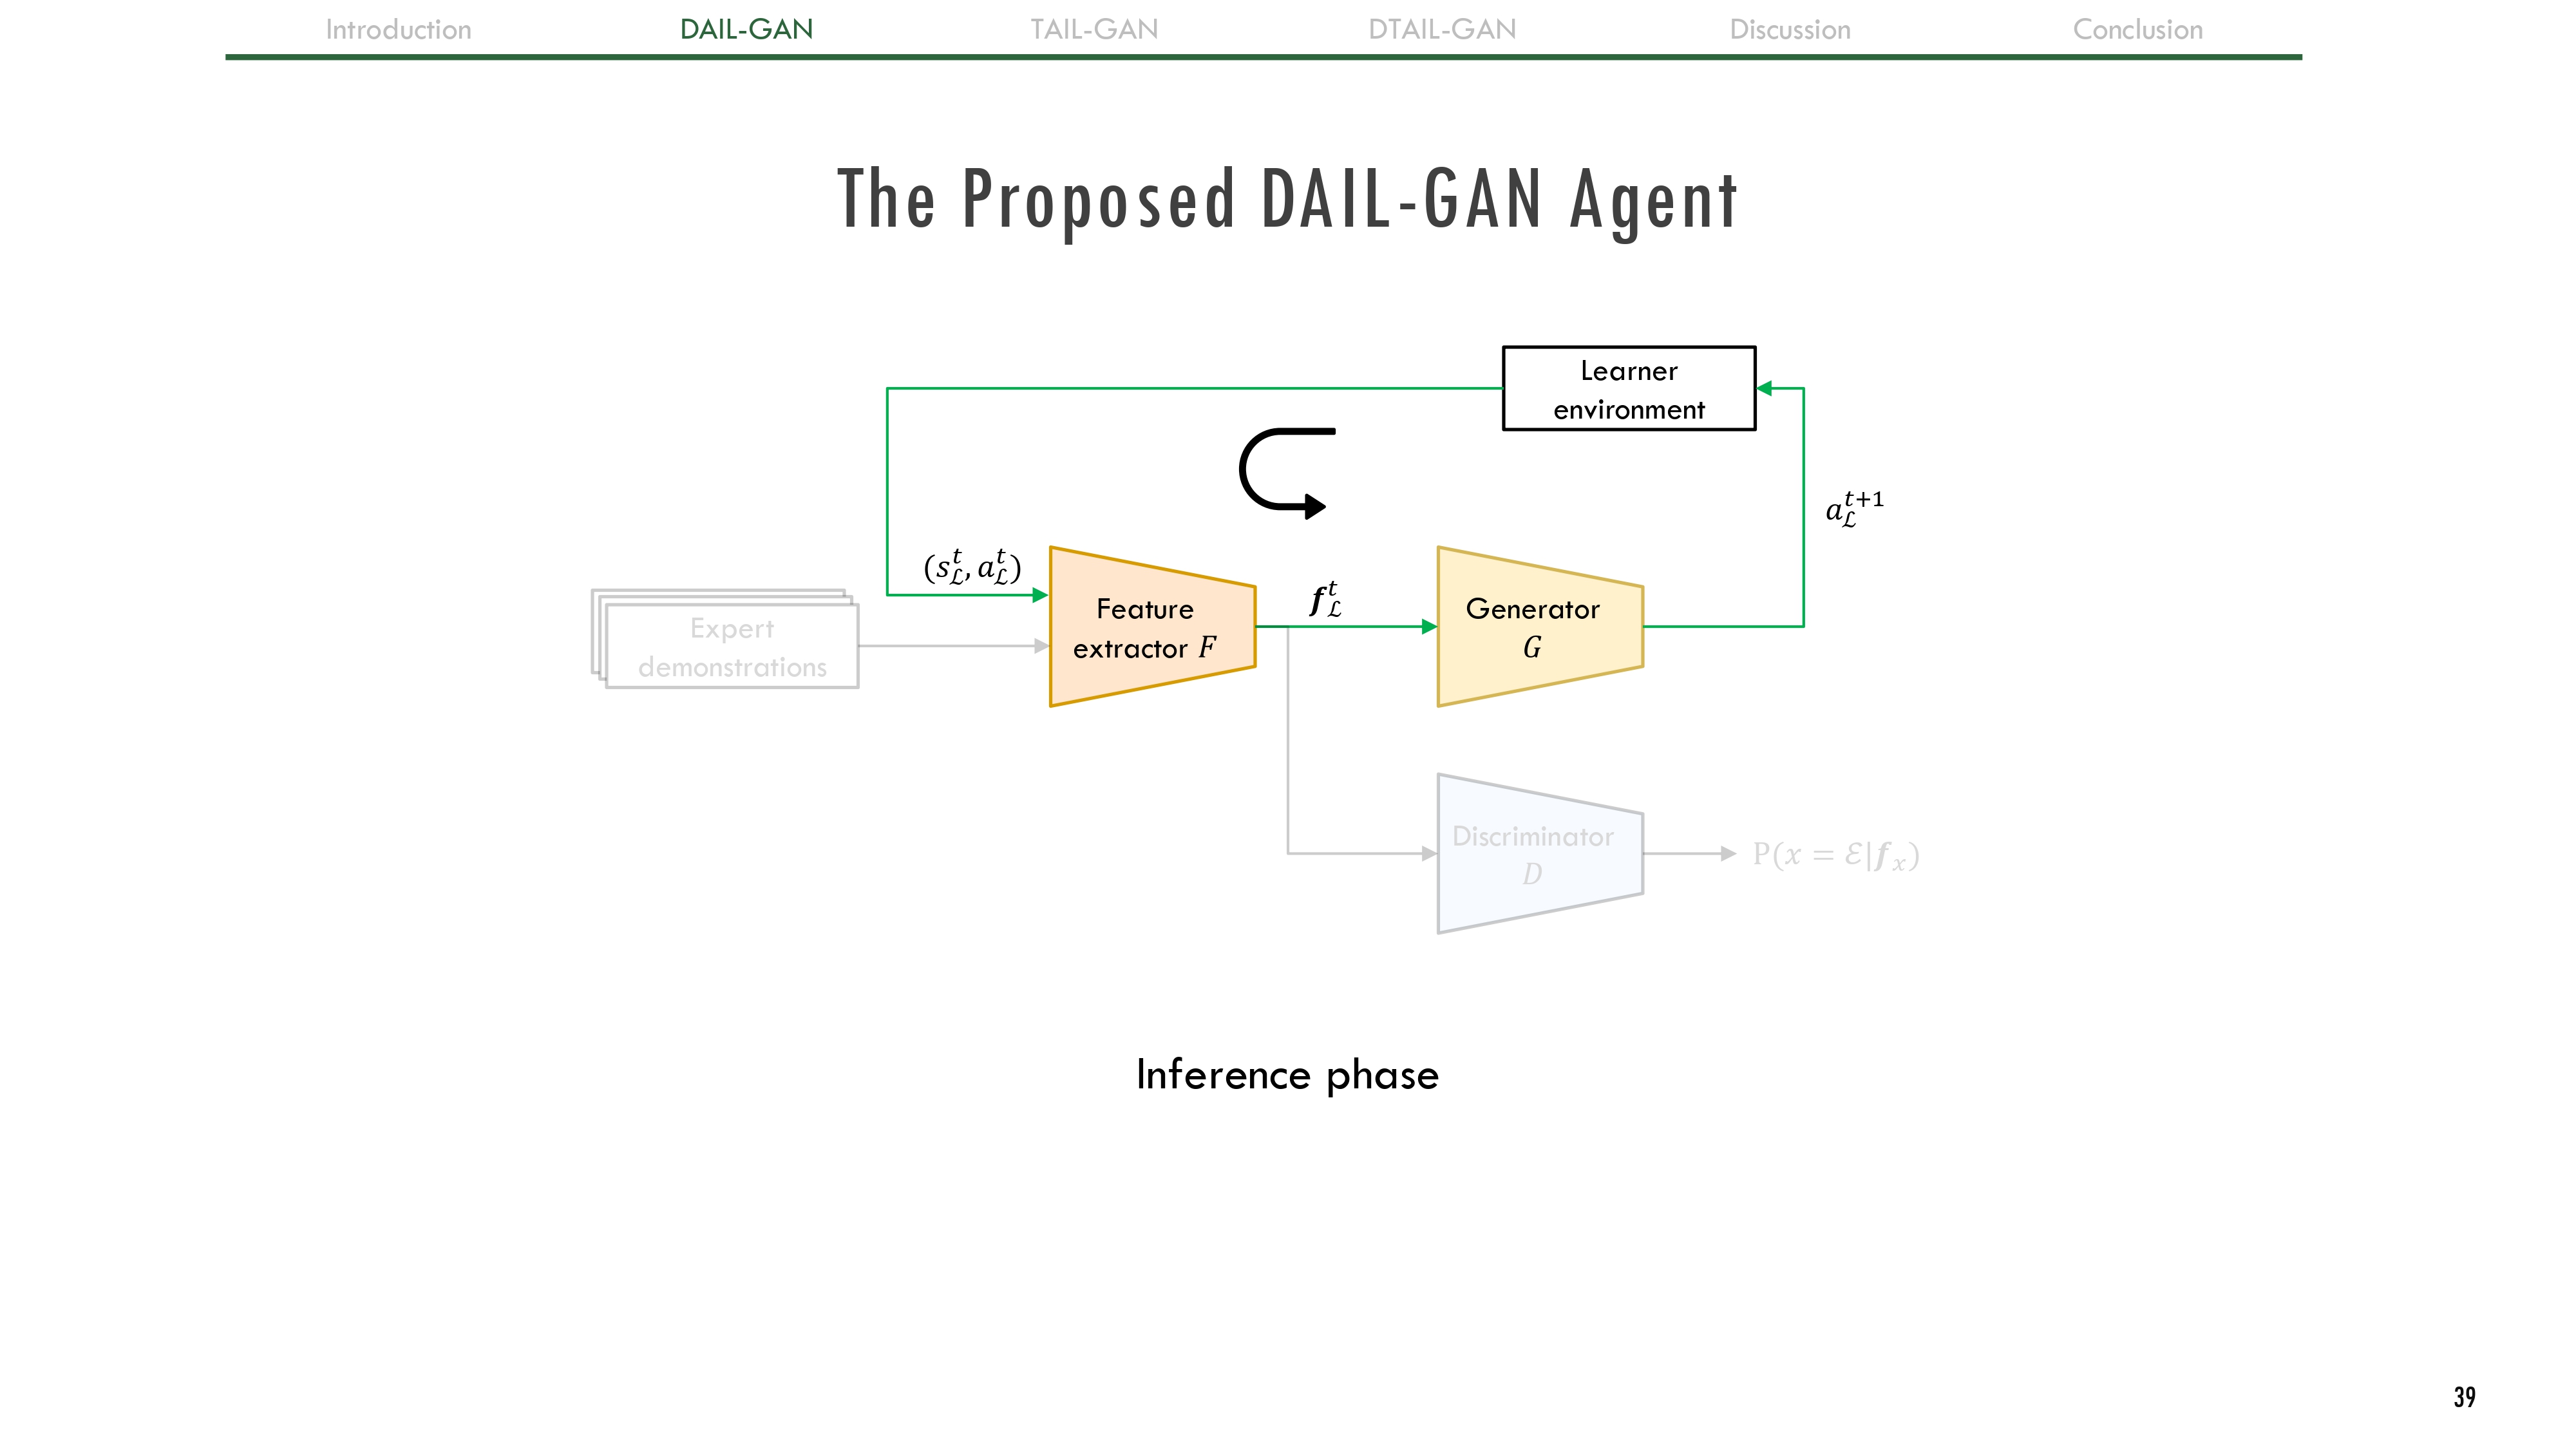 Introduction DAIL-GAN TAIL-GAN DTAIL-GAN Discussion Conclusion
The Proposed DAIL-GAN Agent
Learner
environment
$a_{\mathcal{L}}^{t+1}$
$(s_{\mathcal{L}}^{t}, a_{\mathcal{L}}^{t})$
Expert
demonstrations
Feature
extractor $F$
$\boldsymbol{f}_{\mathcal{L}}^{t}$
Generator
$G$
Discriminator
$D$
$\mathrm{P}(x = \mathcal{E}|\boldsymbol{f}_{x})$
Inference phase
39